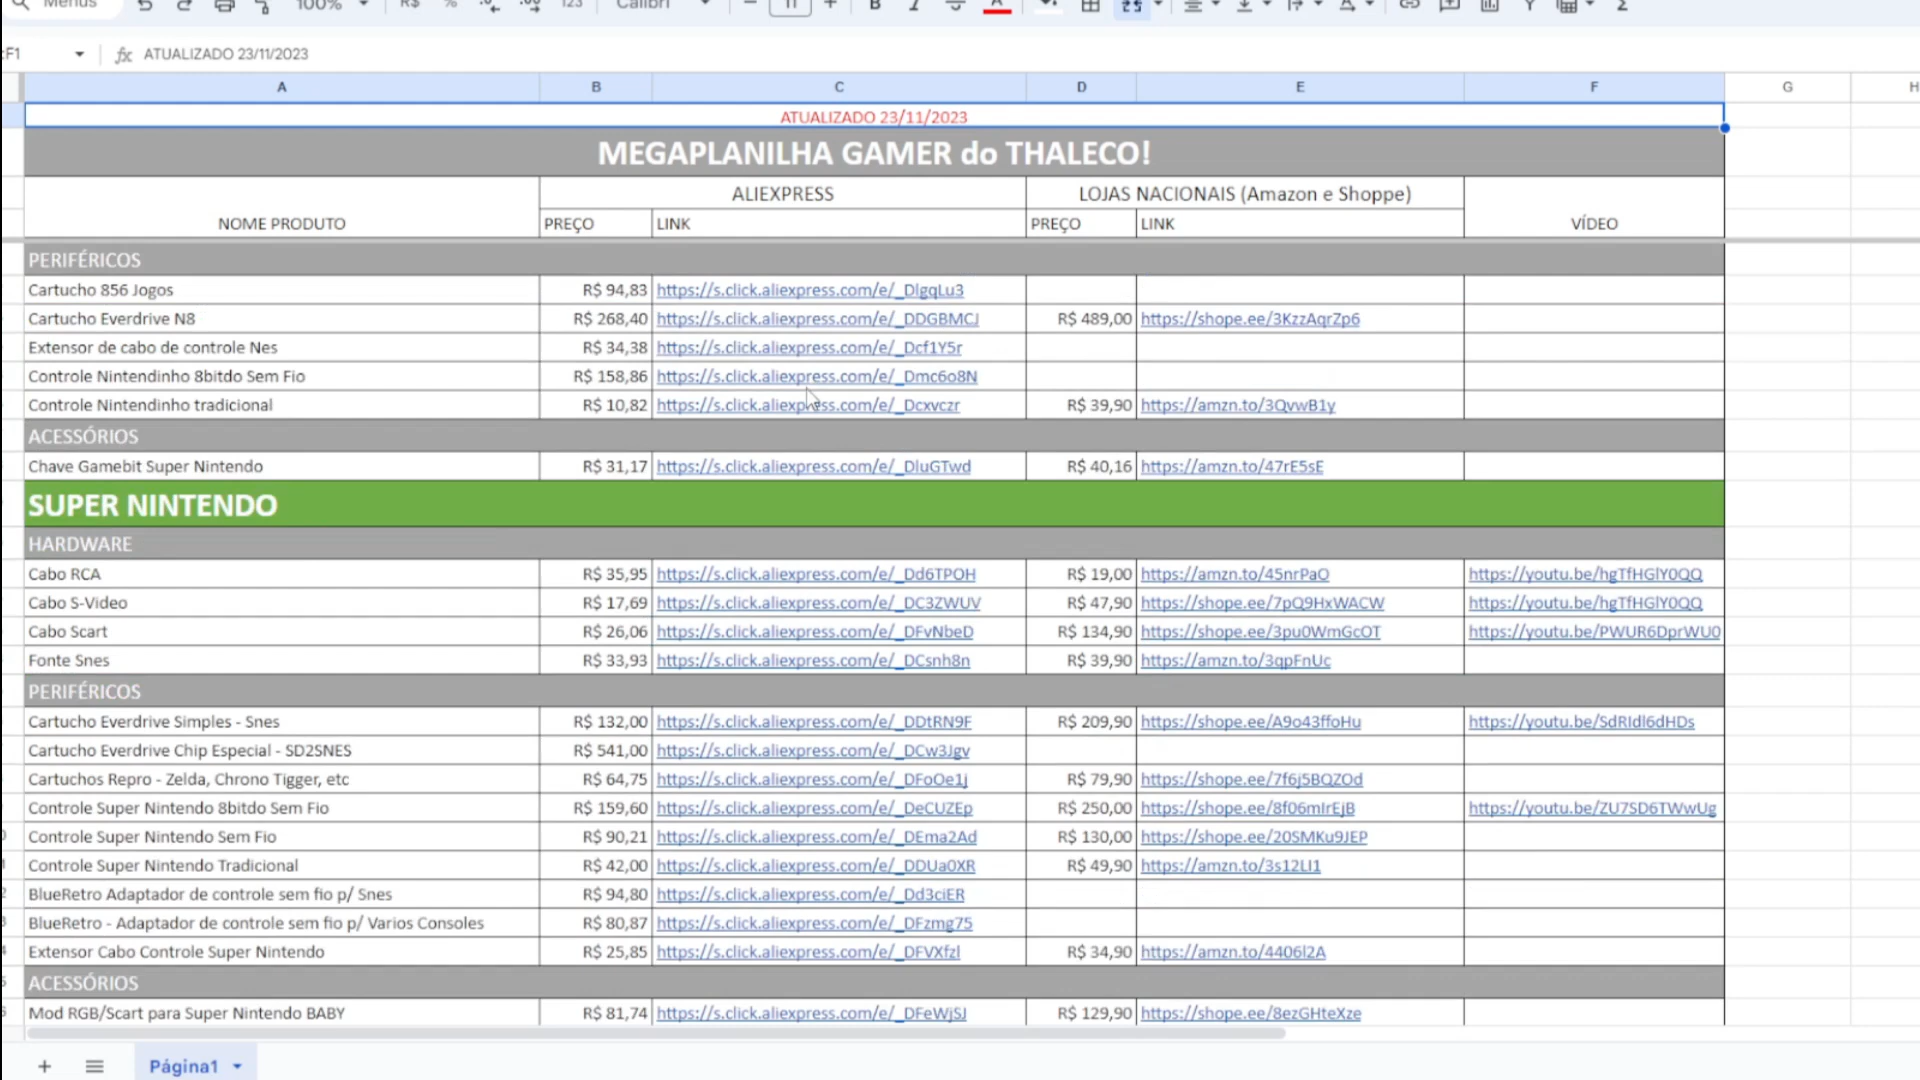 Menus 100% R$ % 123 Calibri 11 B I A
:F1 fx ATUALIZADO 23/11/2023
A B C D E F G H
ATUALIZADO 23/11/2023
MEGAPLANILHA GAMER do THALECO!
ALIEXPRESS LOJAS NACIONAIS (Amazon e Shoppe)
NOME PRODUTO PREÇO LINK PREÇO LINK VÍDEO
PERIFÉRICOS
Cartucho 856 Jogos R$ 94,83 https://s.click.aliexpress.com/e/_DlgqLu3
Cartucho Everdrive N8 R$ 268,40 https://s.click.aliexpress.com/e/_DDGBMCJ R$ 489,00 https://shope.ee/3KzzAqrZp6
Extensor de cabo de controle Nes R$ 34,38 https://s.click.aliexpress.com/e/_Dcf1Y5r
Controle Nintendinho 8bitdo Sem Fio R$ 158,86 https://s.click.aliexpress.com/e/_Dmc6o8N
Controle Nintendinho tradicional R$ 10,82 https://s.click.aliexpress.com/e/_Dcxvczr R$ 39,90 https://amzn.to/3QvwB1y
ACESSÓRIOS
Chave Gamebit Super Nintendo R$ 31,17 https://s.click.aliexpress.com/e/_DluGTwd R$ 40,16 https://amzn.to/47rE5sE
SUPER NINTENDO
HARDWARE
Cabo RCA R$ 35,95 https://s.click.aliexpress.com/e/_Dd6TPOH R$ 19,00 https://amzn.to/45nrPaO https://youtu.be/hgTfHGlY0QQ
Cabo S-Video R$ 17,69 https://s.click.aliexpress.com/e/_DC3ZWUV R$ 47,90 https://shope.ee/7pQ9HxWACW https://youtu.be/hgTfHGlY0QQ
Cabo Scart R$ 26,06 https://s.click.aliexpress.com/e/_DFvNbeD R$ 134,90 https://shope.ee/3pu0WmGcOT https://youtu.be/PWUR6DprWU0
Fonte Snes R$ 33,93 https://s.click.aliexpress.com/e/_DCsnh8n R$ 39,90 https://amzn.to/3qpFnUc
PERIFÉRICOS
Cartucho Everdrive Simples - Snes R$ 132,00 https://s.click.aliexpress.com/e/_DDtRN9F R$ 209,90 https://shope.ee/A9o43ffoHu https://youtu.be/SdRIdl6dHDs
Cartucho Everdrive Chip Especial - SD2SNES R$ 541,00 https://s.click.aliexpress.com/e/_DCw3Jgv
Cartuchos Repro - Zelda, Chrono Tigger, etc R$ 64,75 https://s.click.aliexpress.com/e/_DFoOe1j R$ 79,90 https://shope.ee/7f6j5BQZOd
Controle Super Nintendo 8bitdo Sem Fio R$ 159,60 https://s.click.aliexpress.com/e/_DeCUZEp R$ 250,00 https://shope.ee/8f06mIrEjB https://youtu.be/ZU7SD6TWwUg
Controle Super Nintendo Sem Fio R$ 90,21 https://s.click.aliexpress.com/e/_DEma2Ad R$ 130,00 https://shope.ee/20SMKu9JEP
Controle Super Nintendo Tradicional R$ 42,00 https://s.click.aliexpress.com/e/_DDUa0XR R$ 49,90 https://amzn.to/3s12LI1
BlueRetro Adaptador de controle sem fio p/ Snes R$ 94,80 https://s.click.aliexpress.com/e/_Dd3ciER
BlueRetro - Adaptador de controle sem fio p/ Varios Consoles R$ 80,87 https://s.click.aliexpress.com/e/_DFzmg75
Extensor Cabo Controle Super Nintendo R$ 25,85 https://s.click.aliexpress.com/e/_DFVXfzl R$ 34,90 https://amzn.to/4406l2A
ACESSÓRIOS
Mod RGB/Scart para Super Nintendo BABY R$ 81,74 https://s.click.aliexpress.com/e/_DFeWjSJ R$ 129,90 https://shope.ee/8ezGHteXze
Página1